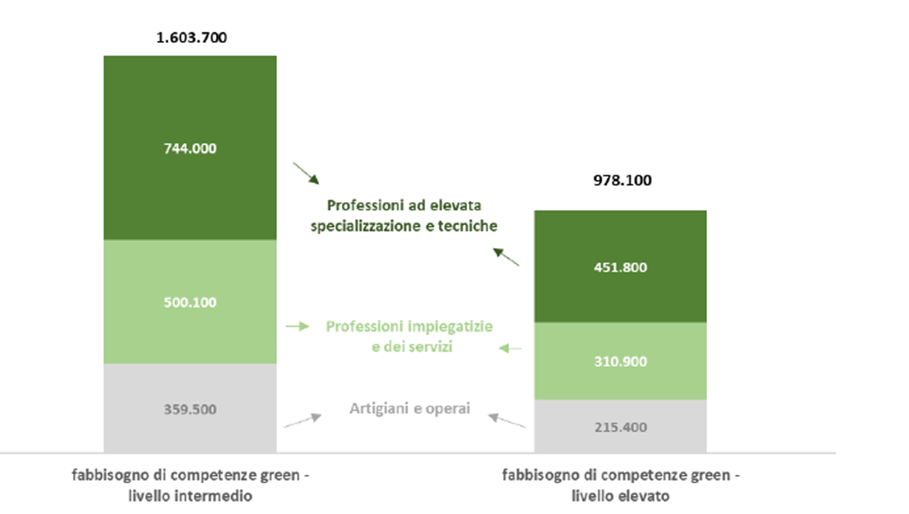 1.603.700
744.000
978.100
Professioni ad elevata
specializzazione e tecniche
451.800
500.100
Professioni impiegatizie
e dei servizi
310.900
359.500
Artigiani e operai
215.400
fabbisogno di competenze green -
livello intermedio
fabbisogno di competenze green -
livello elevato